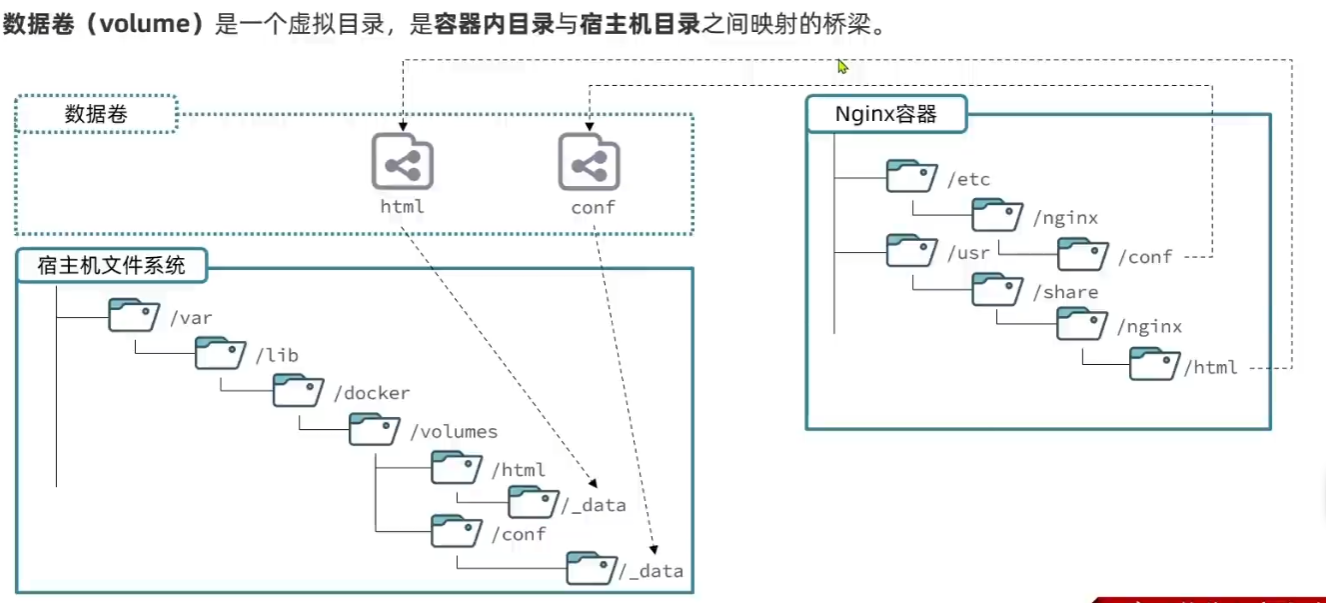 数据卷（volume）是一个虚拟目录，是容器内目录与宿主机目录之间映射的桥梁。
数据卷
html
conf
宿主机文件系统
/var
/lib
/docker
/volumes
/html
/_data
/conf
/_data
Nginx容器
/etc
/nginx
/conf
/usr
/share
/nginx
/html